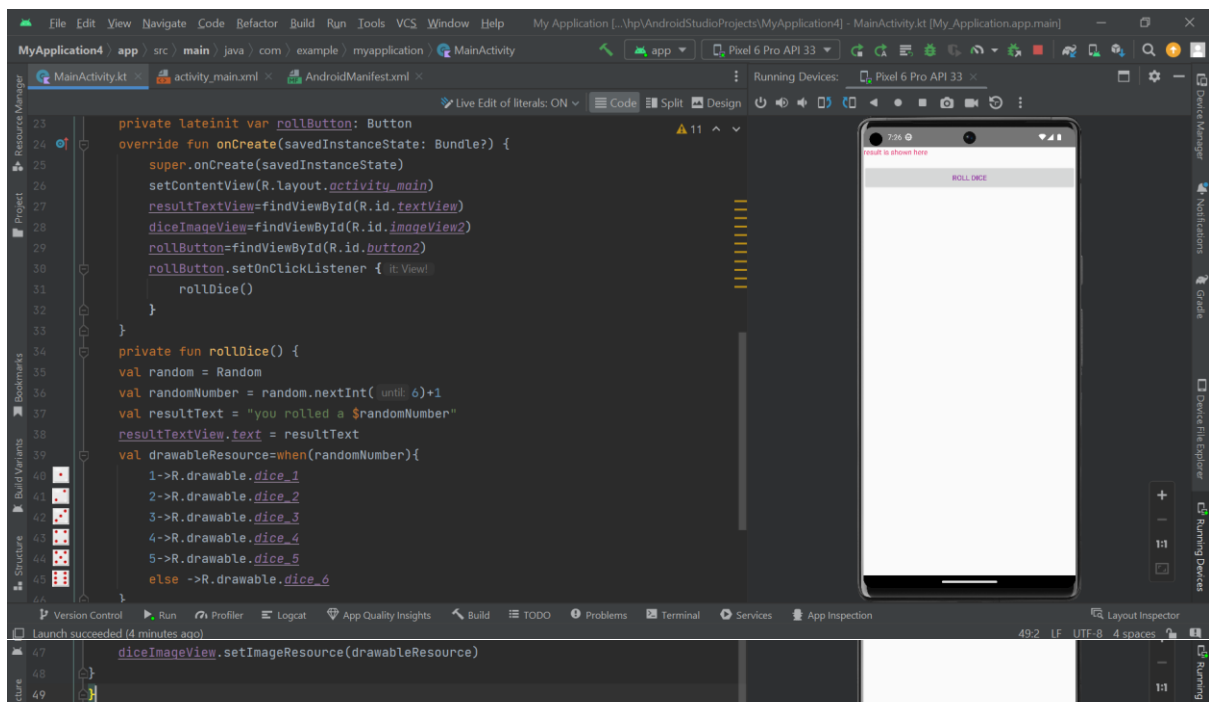 File Edit View Navigate Code Refactor Build Run Tools VCS Window Help My Application [...\hp\AndroidStudioProjects\MyApplication4] - MainActivity.kt [My_Application.app.main]
MyApplication4 app src main java com example myapplication MainActivity app Pixel 6 Pro API 33
MainActivity.kt activity_main.xml AndroidManifest.xml Running Devices: Pixel 6 Pro API 33
Live Edit of literals: ON Code Split Design
Resource Manager
Project
Bookmarks
Build Variants
Structure
11
23 private lateinit var rollButton: Button
24 override fun onCreate(savedInstanceState: Bundle?) {
25 super.onCreate(savedInstanceState)
26 setContentView(R.layout.activity_main)
27 resultTextView=findViewById(R.id.textView)
28 diceImageView=findViewById(R.id.imageView2)
29 rollButton=findViewById(R.id.button2)
30 rollButton.setOnClickListener { it: View!
31 rollDice()
32 }
33 }
34 private fun rollDice() {
35 val random = Random
36 val randomNumber = random.nextInt( until: 6)+1
37 val resultText = "you rolled a $randomNumber"
38 resultTextView.text = resultText
39 val drawableResource=when(randomNumber){
40 1->R.drawable.dice_1
41 2->R.drawable.dice_2
42 3->R.drawable.dice_3
43 4->R.drawable.dice_4
44 5->R.drawable.dice_5
45 else ->R.drawable.dice_6
46 }
7:26
result is shown here
ROLL DICE
1:1
Device Manager
Notifications
Gradle
Device File Explorer
Running Devices
Version Control Run Profiler Logcat App Quality Insights Build TODO Problems Terminal Services App Inspection Layout Inspector
Launch succeeded (4 minutes ago) 49:2 LF UTF-8 4 spaces
47 diceImageView.setImageResource(drawableResource)
48 }
49 }
1:1
Running